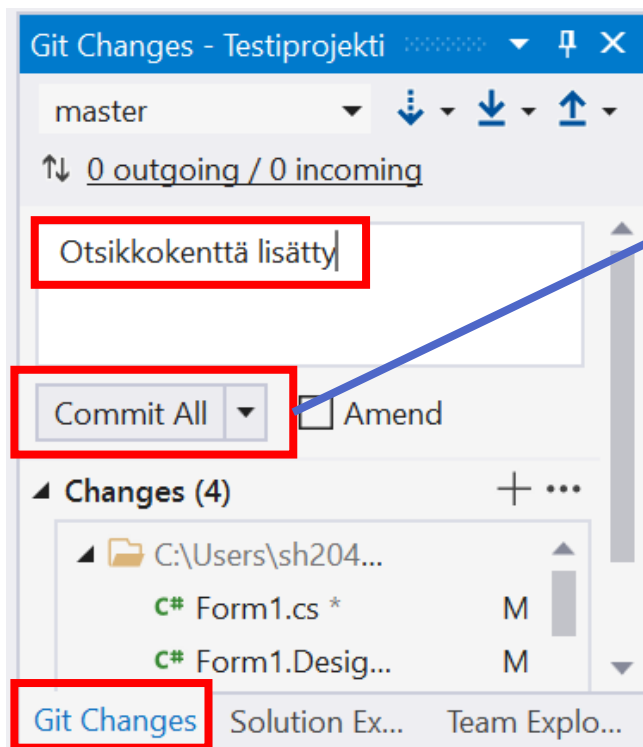 Git Changes - Testiprojekti
master
0 outgoing / 0 incoming
Otsikkokenttä lisätty
Commit All Amend
Changes (4)
C:\Users\sh204...
C# Form1.cs * M
C# Form1.Desig... M
Git Changes Solution Ex... Team Explo...